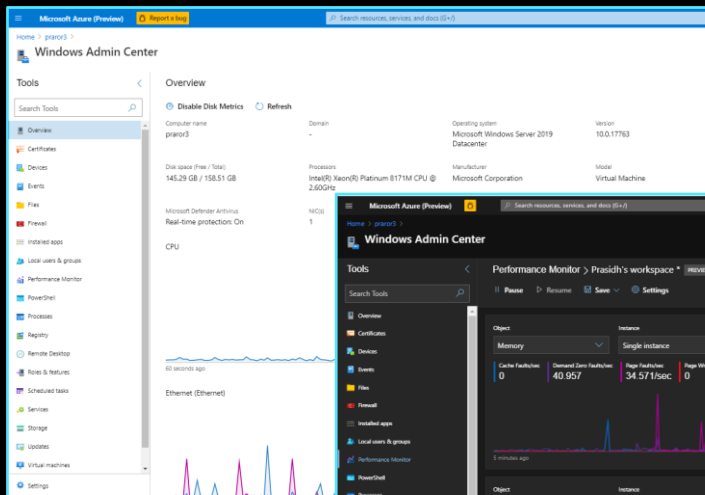 Microsoft Azure (Preview) Report a bug Search resources, services, and docs (G+/)
Home > praror3 >
Windows Admin Center
Tools
Search Tools
Overview
Certificates
Devices
Events
Files
Firewall
Installed apps
Local users & groups
Performance Monitor
PowerShell
Processes
Registry
Remote Desktop
Roles & features
Scheduled tasks
Services
Storage
Updates
Virtual machines
Settings
Overview
Disable Disk Metrics Refresh
Computer name Domain Operating system Version
praror3 - Microsoft Windows Server 2019 10.0.17763
Datacenter
Disk space (Free / Total) Processors Manufacturer Model
145.29 GB / 158.51 GB Intel(R) Xeon(R) Platinum 8171M CPU @ Microsoft Corporation Virtual Machine
2.60GHz
Microsoft Defender Antivirus NIC(s)
Real-time protection: On 1
CPU
60 seconds ago
Ethernet (Ethernet)
Microsoft Azure (Preview) Search resources, services, and docs (G+/)
Home > praror3 >
Windows Admin Center
Tools
Search Tools
Overview
Certificates
Devices
Events
Files
Firewall
Installed apps
Local users & groups
Performance Monitor
PowerShell
Processes
Performance Monitor > Prasidh's workspace *
Pause Resume Save Settings
Object Instance
Memory Single instance
Cache Faults/sec Demand Zero Faults/sec Page Faults/sec
0 40.957 34.571/sec 0
5 minutes ago
Object Instance